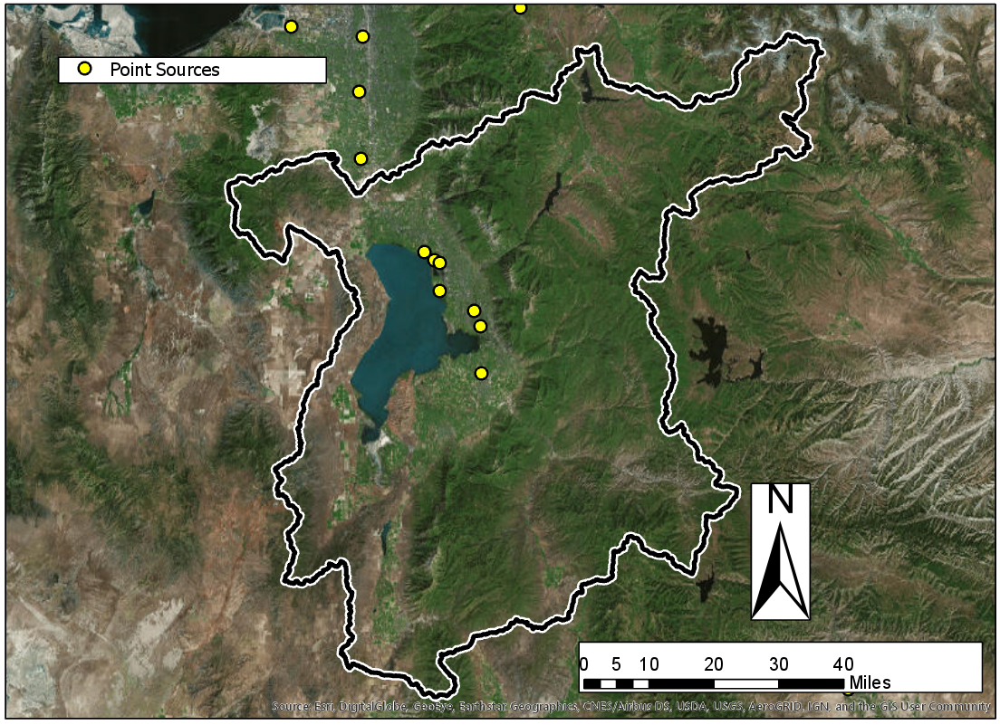 Point Sources
N
0 5 10 20 30 40
Miles
Source: Esri, DigitalGlobe, GeoEye, Earthstar Geographics, CNES/Airbus DS, USDA, USGS, AeroGRID, IGN, and the GIS User Community